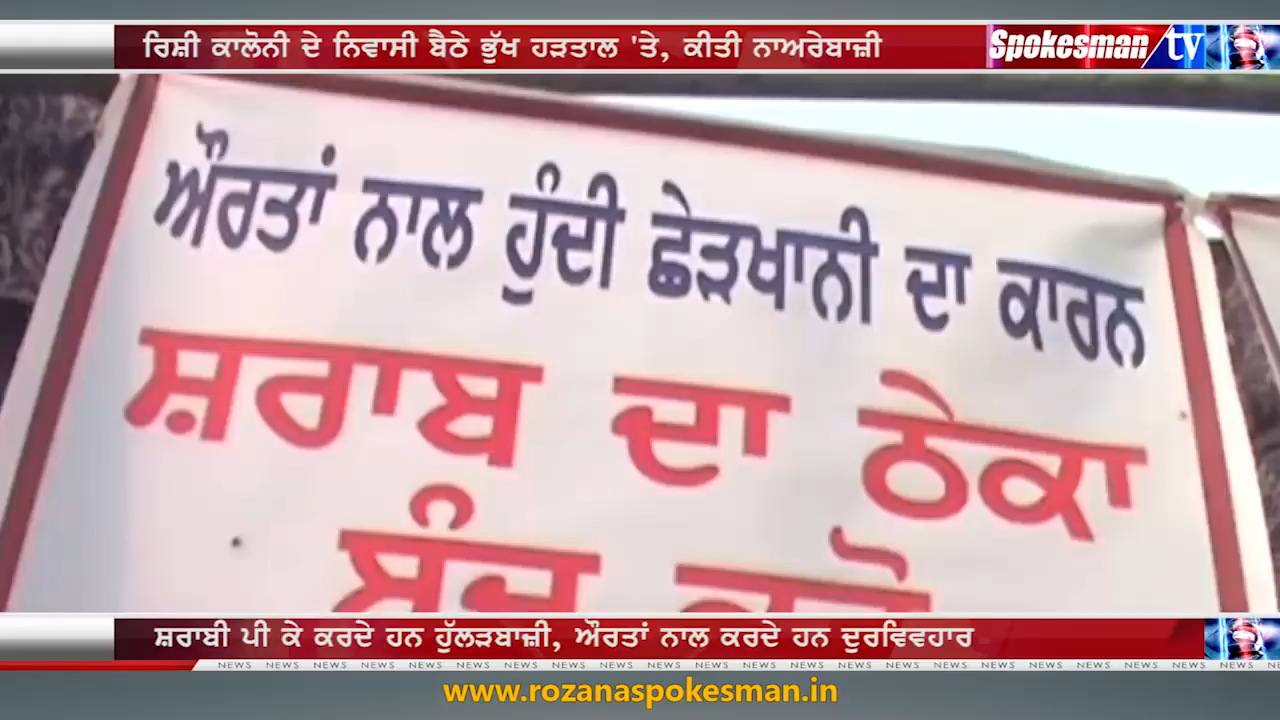 ਰਿਸ਼ੀ ਕਾਲੋਨੀ ਦੇ ਨਿਵਾਸੀ ਬੈਠੇ ਭੁੱਖ ਹੜਤਾਲ 'ਤੇ, ਕੀਤੀ ਨਾਅਰੇਬਾਜ਼ੀ
Spokesman tv
ਔਰਤਾਂ ਨਾਲ ਹੁੰਦੀ ਛੇੜਖਾਨੀ ਦਾ ਕਾਰਨ
ਸ਼ਰਾਬ ਦਾ ਠੇਕਾ
ਬੰਦ ਕਰੋ
ਸ਼ਰਾਬੀ ਪੀ ਕੇ ਕਰਦੇ ਹਨ ਹੁੱਲੜਬਾਜ਼ੀ, ਔਰਤਾਂ ਨਾਲ ਕਰਦੇ ਹਨ ਦੁਰਵਿਵਹਾਰ
NEWS NEWS NEWS NEWS NEWS NEWS NEWS NEWS NEWS NEWS NEWS NEWS NEWS NEWS NEWS NEWS NEWS NEWS NEWS NEWS NEWS NEWS NEWS
www.rozanaspokesman.in